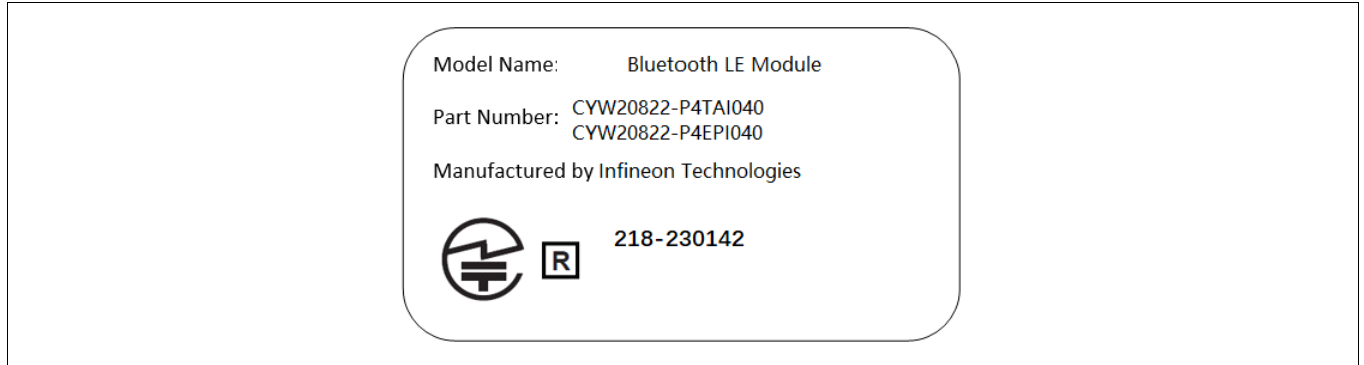 Model Name: Bluetooth LE Module
Part Number: CYW20822-P4TAI040
CYW20822-P4EPI040
Manufactured by Infineon Technologies
R 218-230142